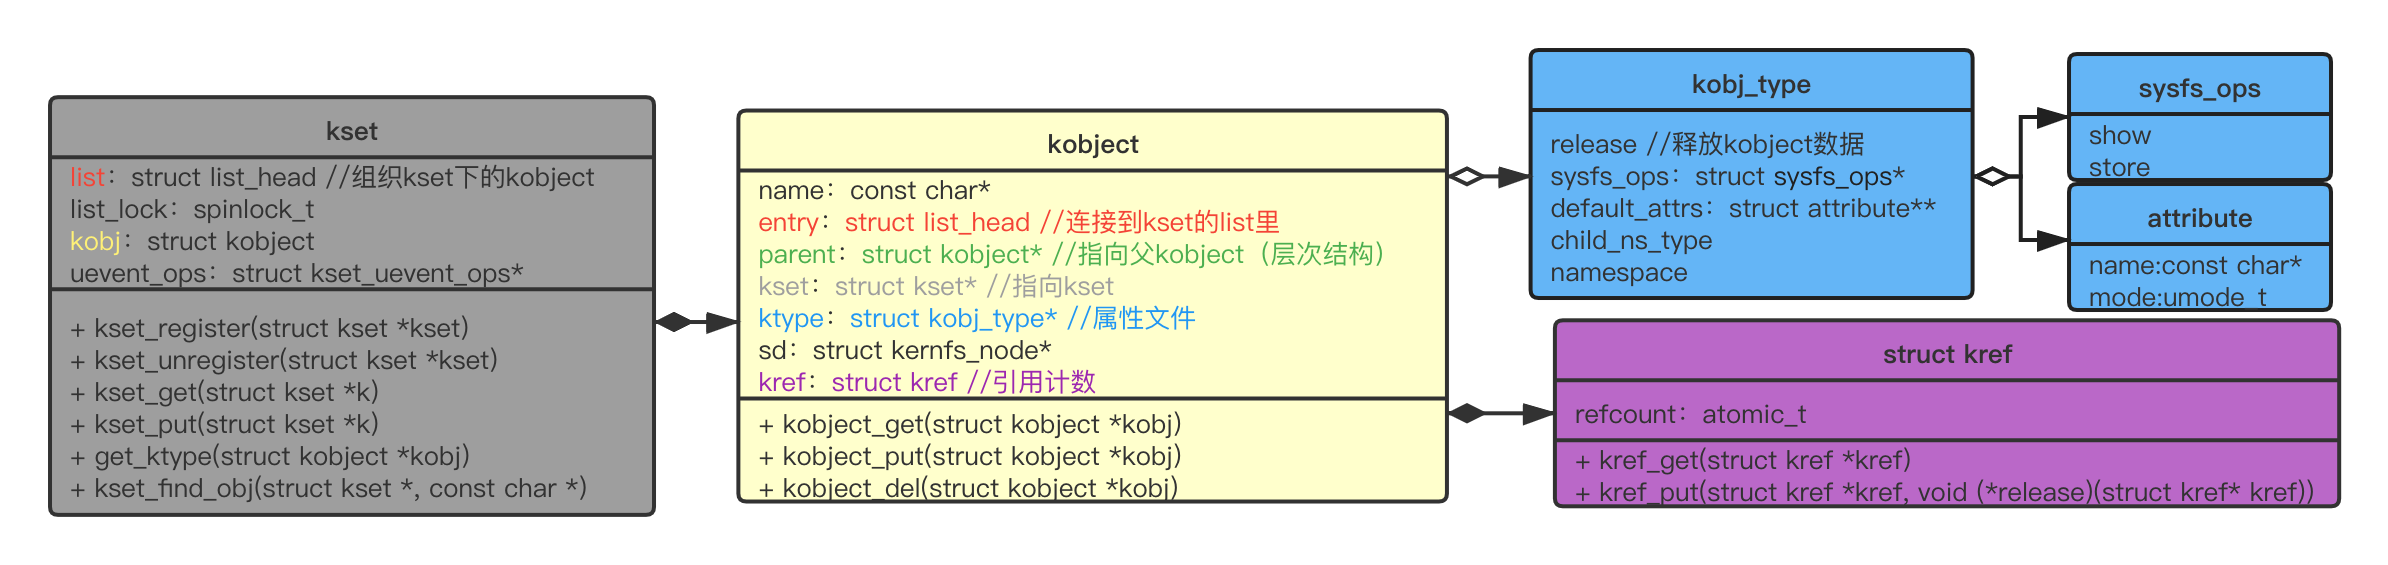 kset
list：struct list_head //组织kset下的kobject
list_lock：spinlock_t
kobj：struct kobject
uevent_ops：struct kset_uevent_ops*
+ kset_register(struct kset *kset)
+ kset_unregister(struct kset *kset)
+ kset_get(struct kset *k)
+ kset_put(struct kset *k)
+ get_ktype(struct kobject *kobj)
+ kset_find_obj(struct kset *, const char *)
kobject
name：const char*
entry：struct list_head //连接到kset的list里
parent：struct kobject* //指向父kobject（层次结构）
kset：struct kset* //指向kset
ktype：struct kobj_type* //属性文件
sd：struct kernfs_node*
kref：struct kref //引用计数
+ kobject_get(struct kobject *kobj)
+ kobject_put(struct kobject *kobj)
+ kobject_del(struct kobject *kobj)
kobj_type
release //释放kobject数据
sysfs_ops：struct sysfs_ops*
default_attrs：struct attribute**
child_ns_type
namespace
sysfs_ops
show
store
attribute
name:const char*
mode:umode_t
struct kref
refcount：atomic_t
+ kref_get(struct kref *kref)
+ kref_put(struct kref *kref, void (*release)(struct kref* kref))